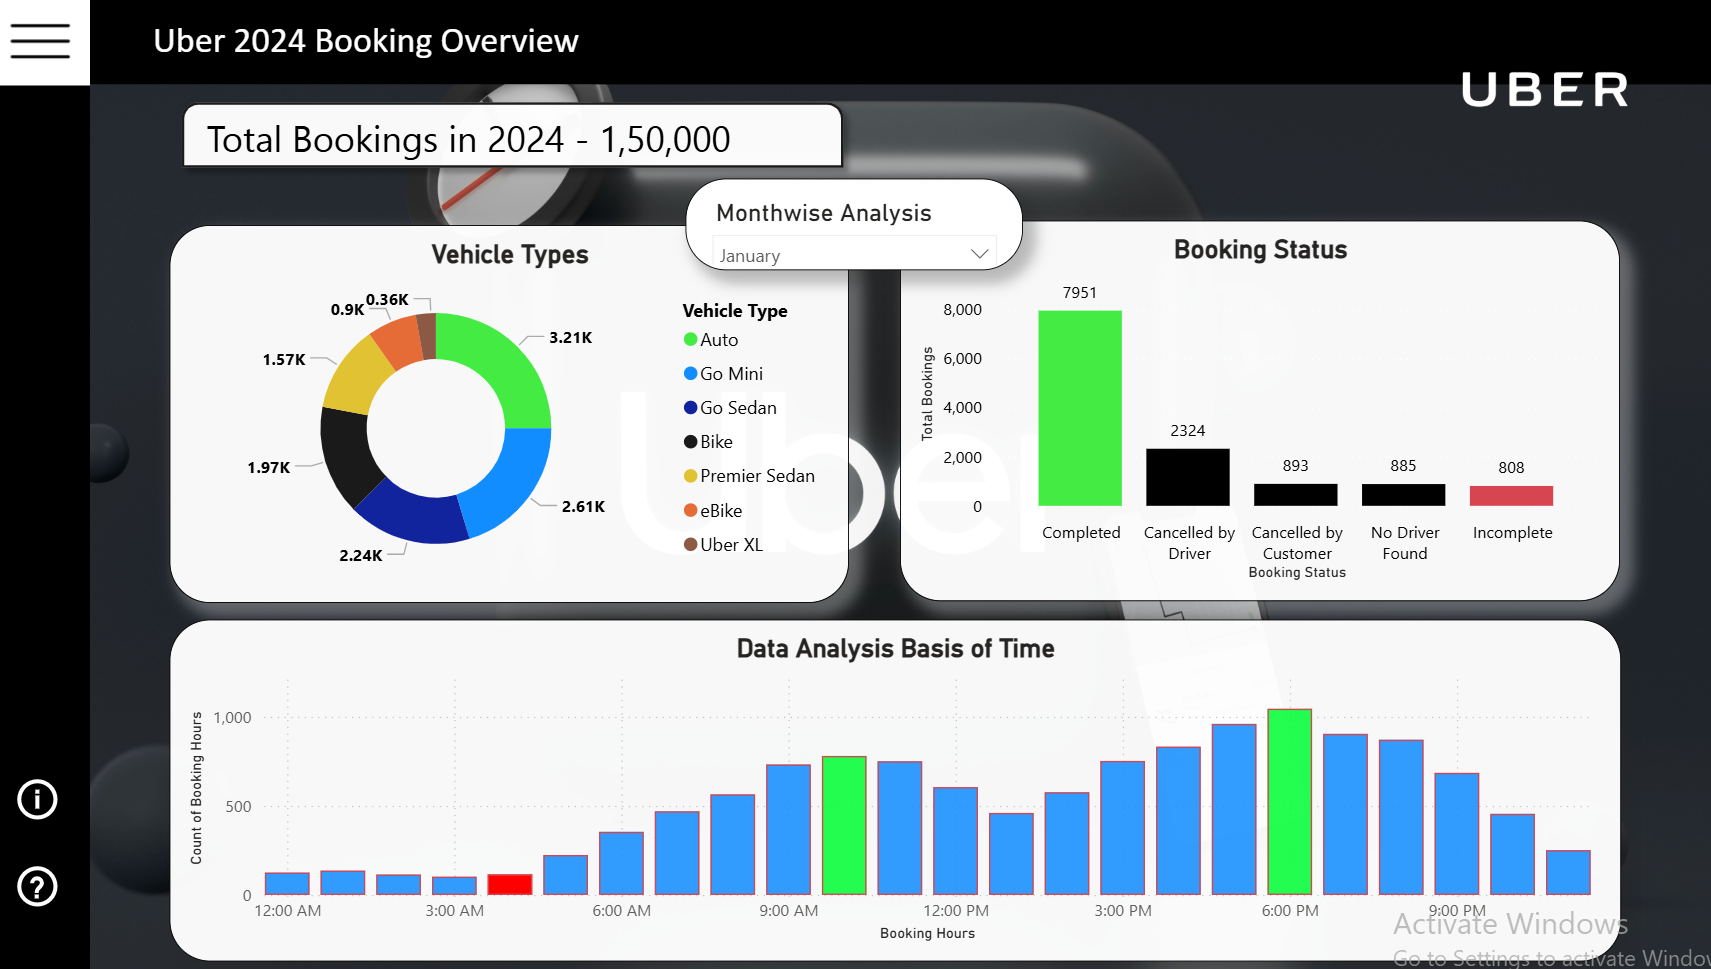 Uber 2024 Booking Overview
UBER
Total Bookings in 2024 - 1,50,000
Monthwise Analysis
January
Vehicle Types
0.36K
0.9K
3.21K
1.57K
1.97K
2.61K
2.24K
Vehicle Type
Auto
Go Mini
Go Sedan
Bike
Premier Sedan
eBike
Uber XL
Uber
Booking Status
Total Bookings
8,000
6,000
4,000
2,000
0
7951
2324
893
885
808
Completed
Cancelled by
Driver
Cancelled by
Customer
No Driver
Found
Incomplete
Booking Status
Data Analysis Basis of Time
Count of Booking Hours
1,000
500
0
12:00 AM
3:00 AM
6:00 AM
9:00 AM
12:00 PM
3:00 PM
6:00 PM
9:00 PM
Booking Hours
Activate Windows
Go to Settings to activate Window